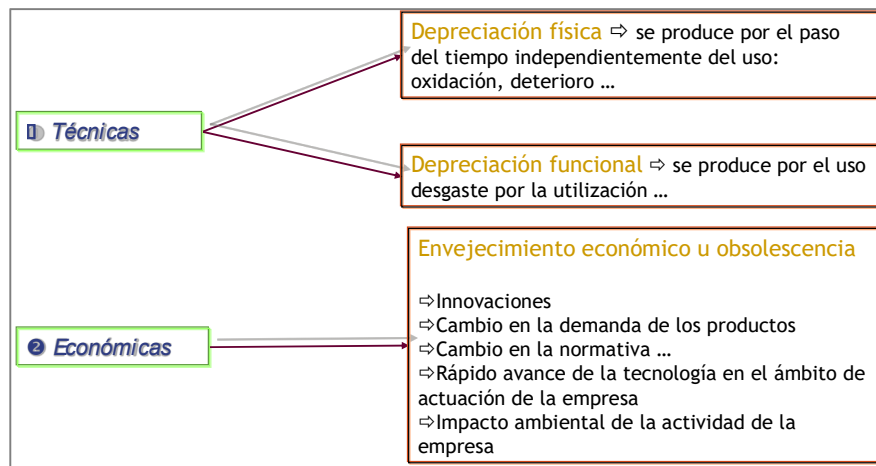 Depreciación física ⇨ se produce por el paso
del tiempo independientemente del uso:
oxidación, deterioro …
Técnicas
Depreciación funcional ⇨ se produce por el uso
desgaste por la utilización …
Envejecimiento económico u obsolescencia
⇨Innovaciones
⇨Cambio en la demanda de los productos
❷ Económicas
⇨Cambio en la normativa …
⇨Rápido avance de la tecnología en el ámbito de
actuación de la empresa
⇨Impacto ambiental de la actividad de la
empresa